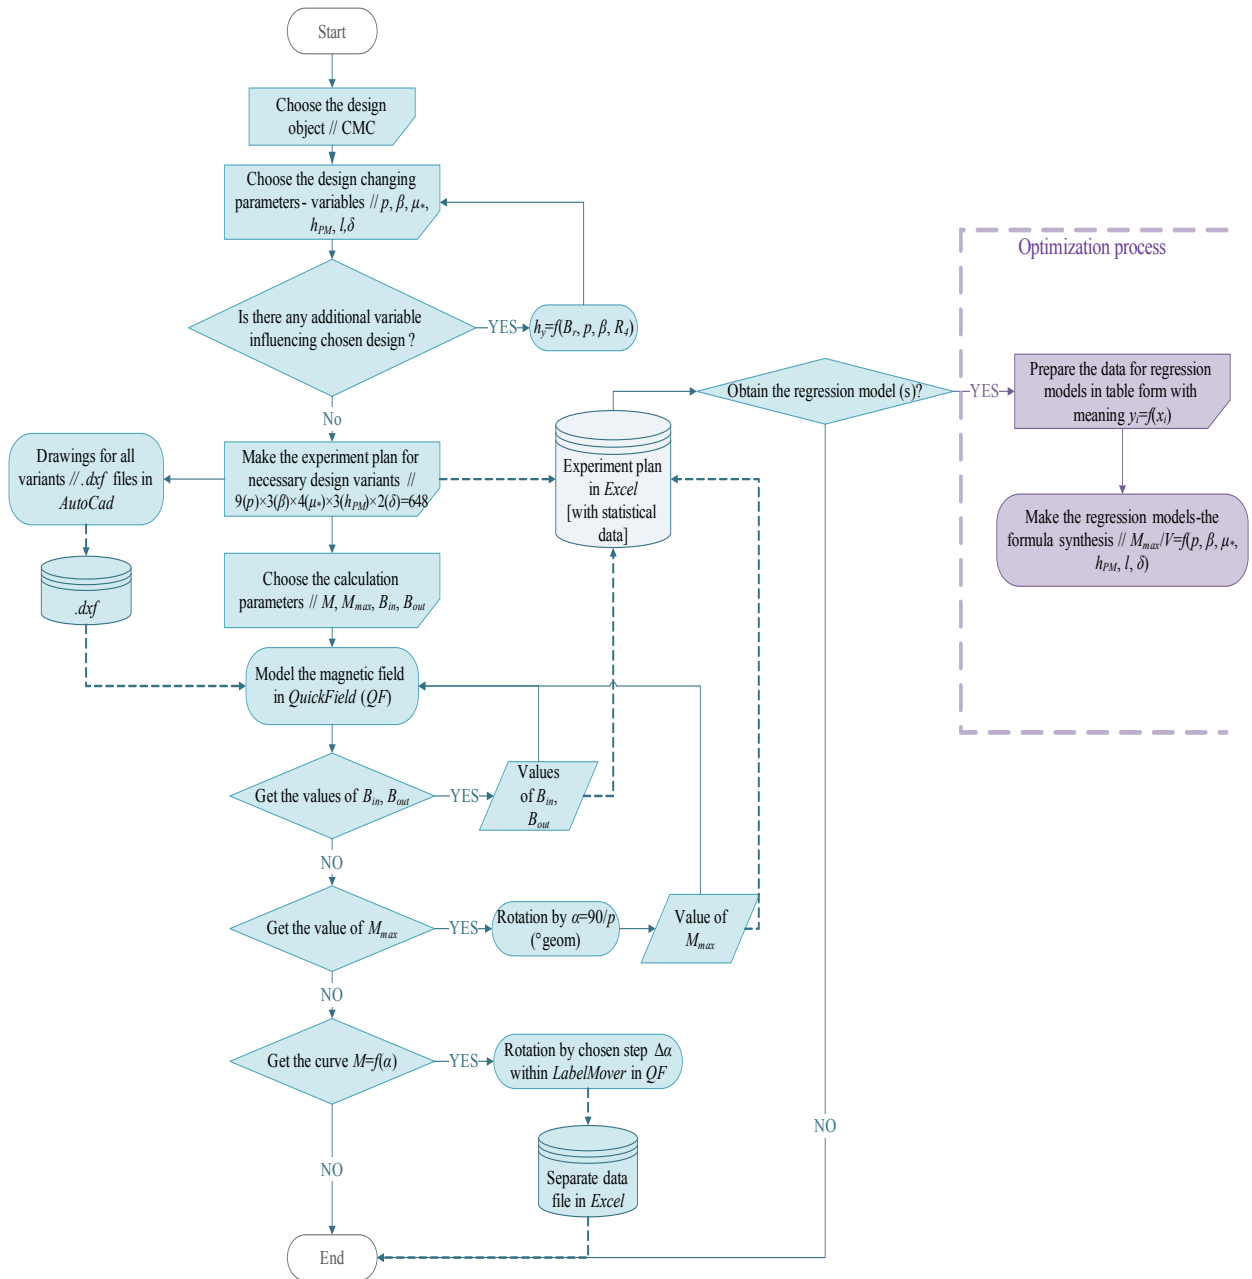 Start
Choose the design
object // CMC
Choose the design changing
parameters- variables // p, β, μ*,
hPM, l,δ
Is there any additional variable
influencing chosen design ?
YES
hy=f(Br, p, β, R4)
No
Optimization process
Obtain the regression model (s)?
YES
Prepare the data for regression
models in table form with
meaning yi=f(xi)
Make the regression models-the
formula synthesis // Mmax/V=f(p, β, μ*,
hPM, l, δ)
Drawings for all
variants // .dxf files in
AutoCad
Make the experiment plan for
necessary design variants //
9(p)×3(β)×4(μ*)×3(hPM)×2(δ)=648
Experiment plan
in Excel
[with statistical
data]
.dxf
Choose the calculation
parameters // M, Mmax, Bin, Bout
Model the magnetic field
in QuickField (QF)
Get the values of Bin, Bout
YES
Values
of Bin,
Bout
NO
Get the value of Mmax
YES
Rotation by α=90/p
(°geom)
Value of
Mmax
NO
Get the curve M=f(α)
YES
Rotation by chosen step Δα
within LabelMover in QF
NO
NO
Separate data
file in Excel
End